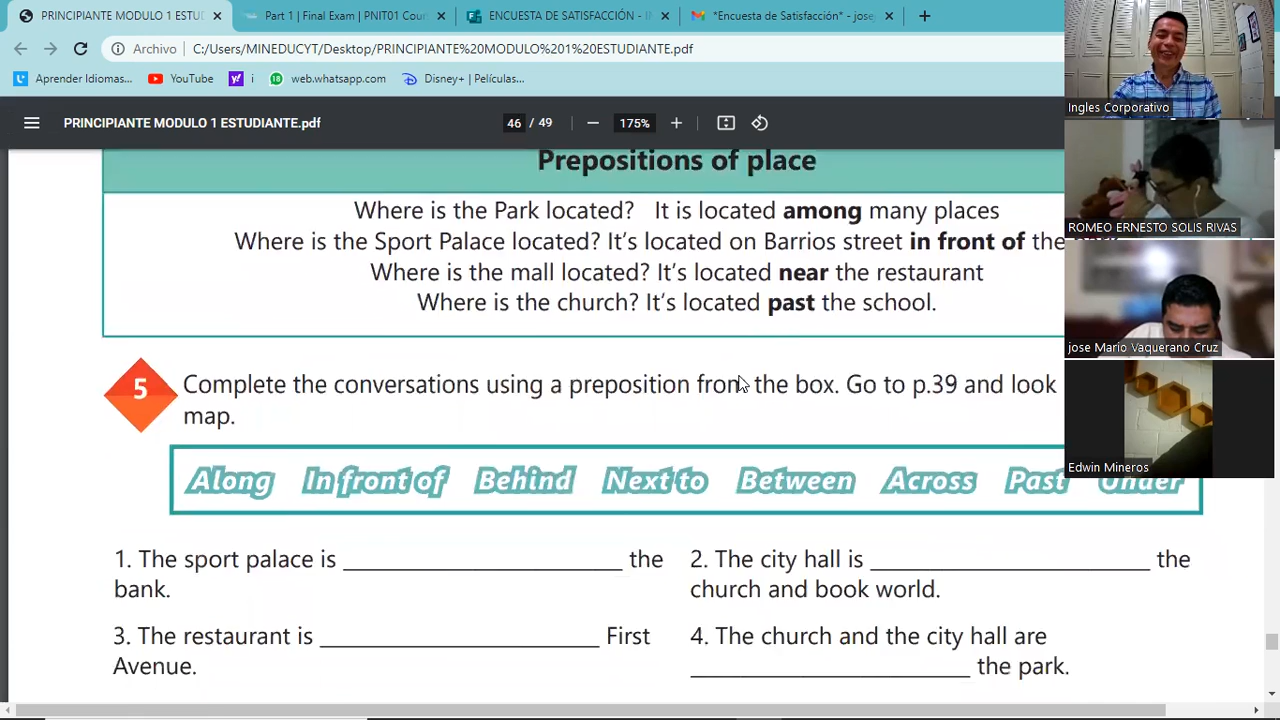 PRINCIPIANTE MODULO 1 ESTUD
Part 1 | Final Exam | PNIT01 Cour
ENCUESTA DE SATISFACCIÓN - I
*Encuesta de Satisfacción* - jose
Archivo
C:/Users/MINEDUCYT/Desktop/PRINCIPIANTE%20MODULO%201%20ESTUDIANTE.pdf
Aprender Idiomas...
YouTube
i
web.whatsapp.com
Disney+ | Películas,...
PRINCIPIANTE MODULO 1 ESTUDIANTE.pdf
46 / 49
175%
Ingles Corporativo
ROMEO ERNESTO SOLIS RIVAS
jose Mario Vaquerano Cruz
Edwin Mineros
Prepositions of place
Where is the Park located? It is located among many places
Where is the Sport Palace located? It's located on Barrios street in front of the
Where is the mall located? It's located near the restaurant
Where is the church? It's located past the school.
5
Complete the conversations using a preposition from the box. Go to p.39 and look
map.
Along In front of Behind Next to Between Across Past Under
1. The sport palace is ____________________ the
bank.
2. The city hall is ____________________ the
church and book world.
3. The restaurant is ____________________ First
Avenue.
4. The church and the city hall are
____________________ the park.